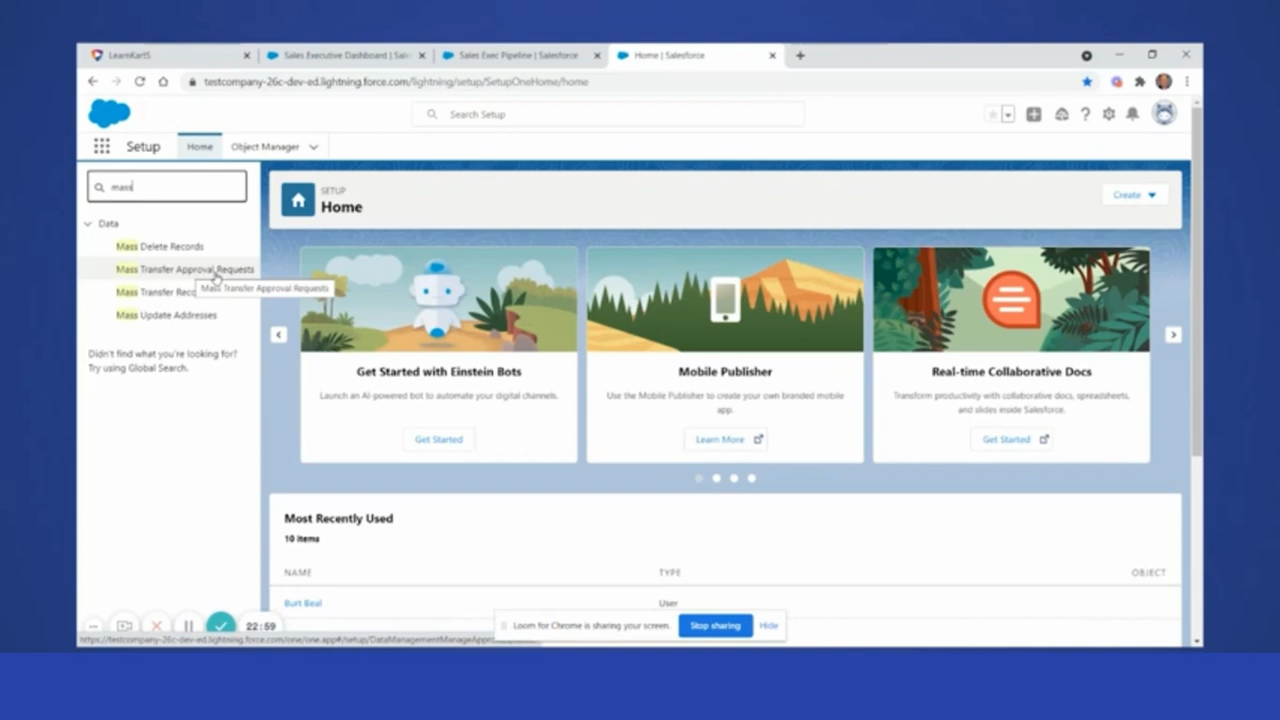 LearnKartS
Sales Executive Dashboard | Sale
Sales Exec Pipeline | Salesforce
Home | Salesforce
testcompany-26c-dev-ed.lightning.force.com/lightning/setup/SetupOneHome/home
Search Setup
Setup
Home
Object Manager
mass
SETUP
Home
Create
Data
Mass Delete Records
Mass Transfer Approval Requests
Mass Transfer Approval Requests
Mass Transfer Reco
Mass Update Addresses
Didn't find what you're looking for?
Try using Global Search.
Get Started with Einstein Bots
Launch an AI-powered bot to automate your digital channels.
Get Started
Mobile Publisher
Use the Mobile Publisher to create your own branded mobile
app.
Learn More
Real-time Collaborative Docs
Transform productivity with collaborative docs, spreadsheets,
and slides inside Salesforce.
Get Started
Most Recently Used
10 items
NAME TYPE OBJECT
Burt Beal User
22:59
Loom for Chrome is sharing your screen. Stop sharing Hide